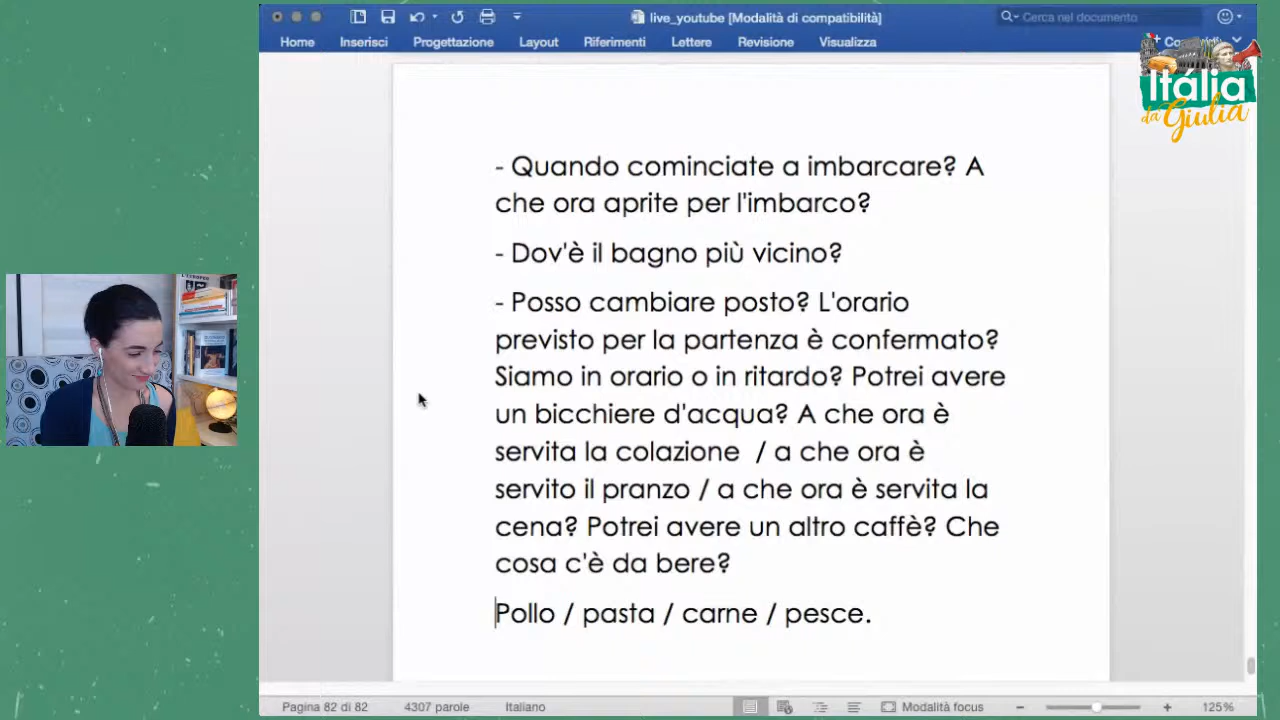 live_youtube [Modalità di compatibilità]
Cerca nel documento
Home Inserisci Progettazione Layout Riferimenti Lettere Revisione Visualizza
Itália
da Giulia
- Quando cominciate a imbarcare? A
che ora aprite per l'imbarco?
- Dov'è il bagno più vicino?
- Posso cambiare posto? L'orario
previsto per la partenza è confermato?
Siamo in orario o in ritardo? Potrei avere
un bicchiere d'acqua? A che ora è
servita la colazione / a che ora è
servito il pranzo / a che ora è servita la
cena? Potrei avere un altro caffè? Che
cosa c'è da bere?
Pollo / pasta / carne / pesce.
Pagina 82 di 82 4307 parole Italiano Modalità focus 125%